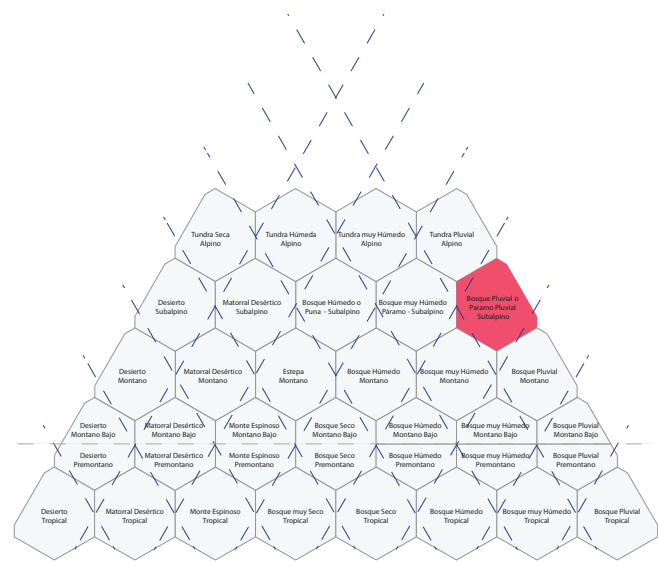 Tundra Seca
Alpino
Tundra Húmeda
Alpino
Tundra muy Húmedo
Alpino
Tundra Pluvial
Alpino
Desierto
Subalpino
Matorral Desértico
Subalpino
Bosque Húmedo o
Puna - Subalpino
Bosque muy Húmedo
Páramo - Subalpino
Bosque Pluvial o
Paramo Pluvial
Subalpino
Desierto
Montano
Matorral Desértico
Montano
Estepa
Montano
Bosque Húmedo
Montano
Bosque muy Húmedo
Montano
Bosque Pluvial
Montano
Desierto
Montano Bajo
Matorral Desértico
Montano Bajo
Monte Espinoso
Montano Bajo
Bosque Seco
Montano Bajo
Bosque Húmedo
Montano Bajo
Bosque muy Húmedo
Montano Bajo
Bosque Pluvial
Montano Bajo
Desierto
Premontano
Matorral Desértico
Premontano
Monte Espinoso
Premontano
Bosque Seco
Premontano
Bosque Húmedo
Premontano
Bosque muy Húmedo
Premontano
Bosque Pluvial
Premontano
Desierto
Tropical
Matorral Desértico
Tropical
Monte Espinoso
Tropical
Bosque muy Seco
Tropical
Bosque Seco
Tropical
Bosque Húmedo
Tropical
Bosque muy Húmedo
Tropical
Bosque Pluvial
Tropical